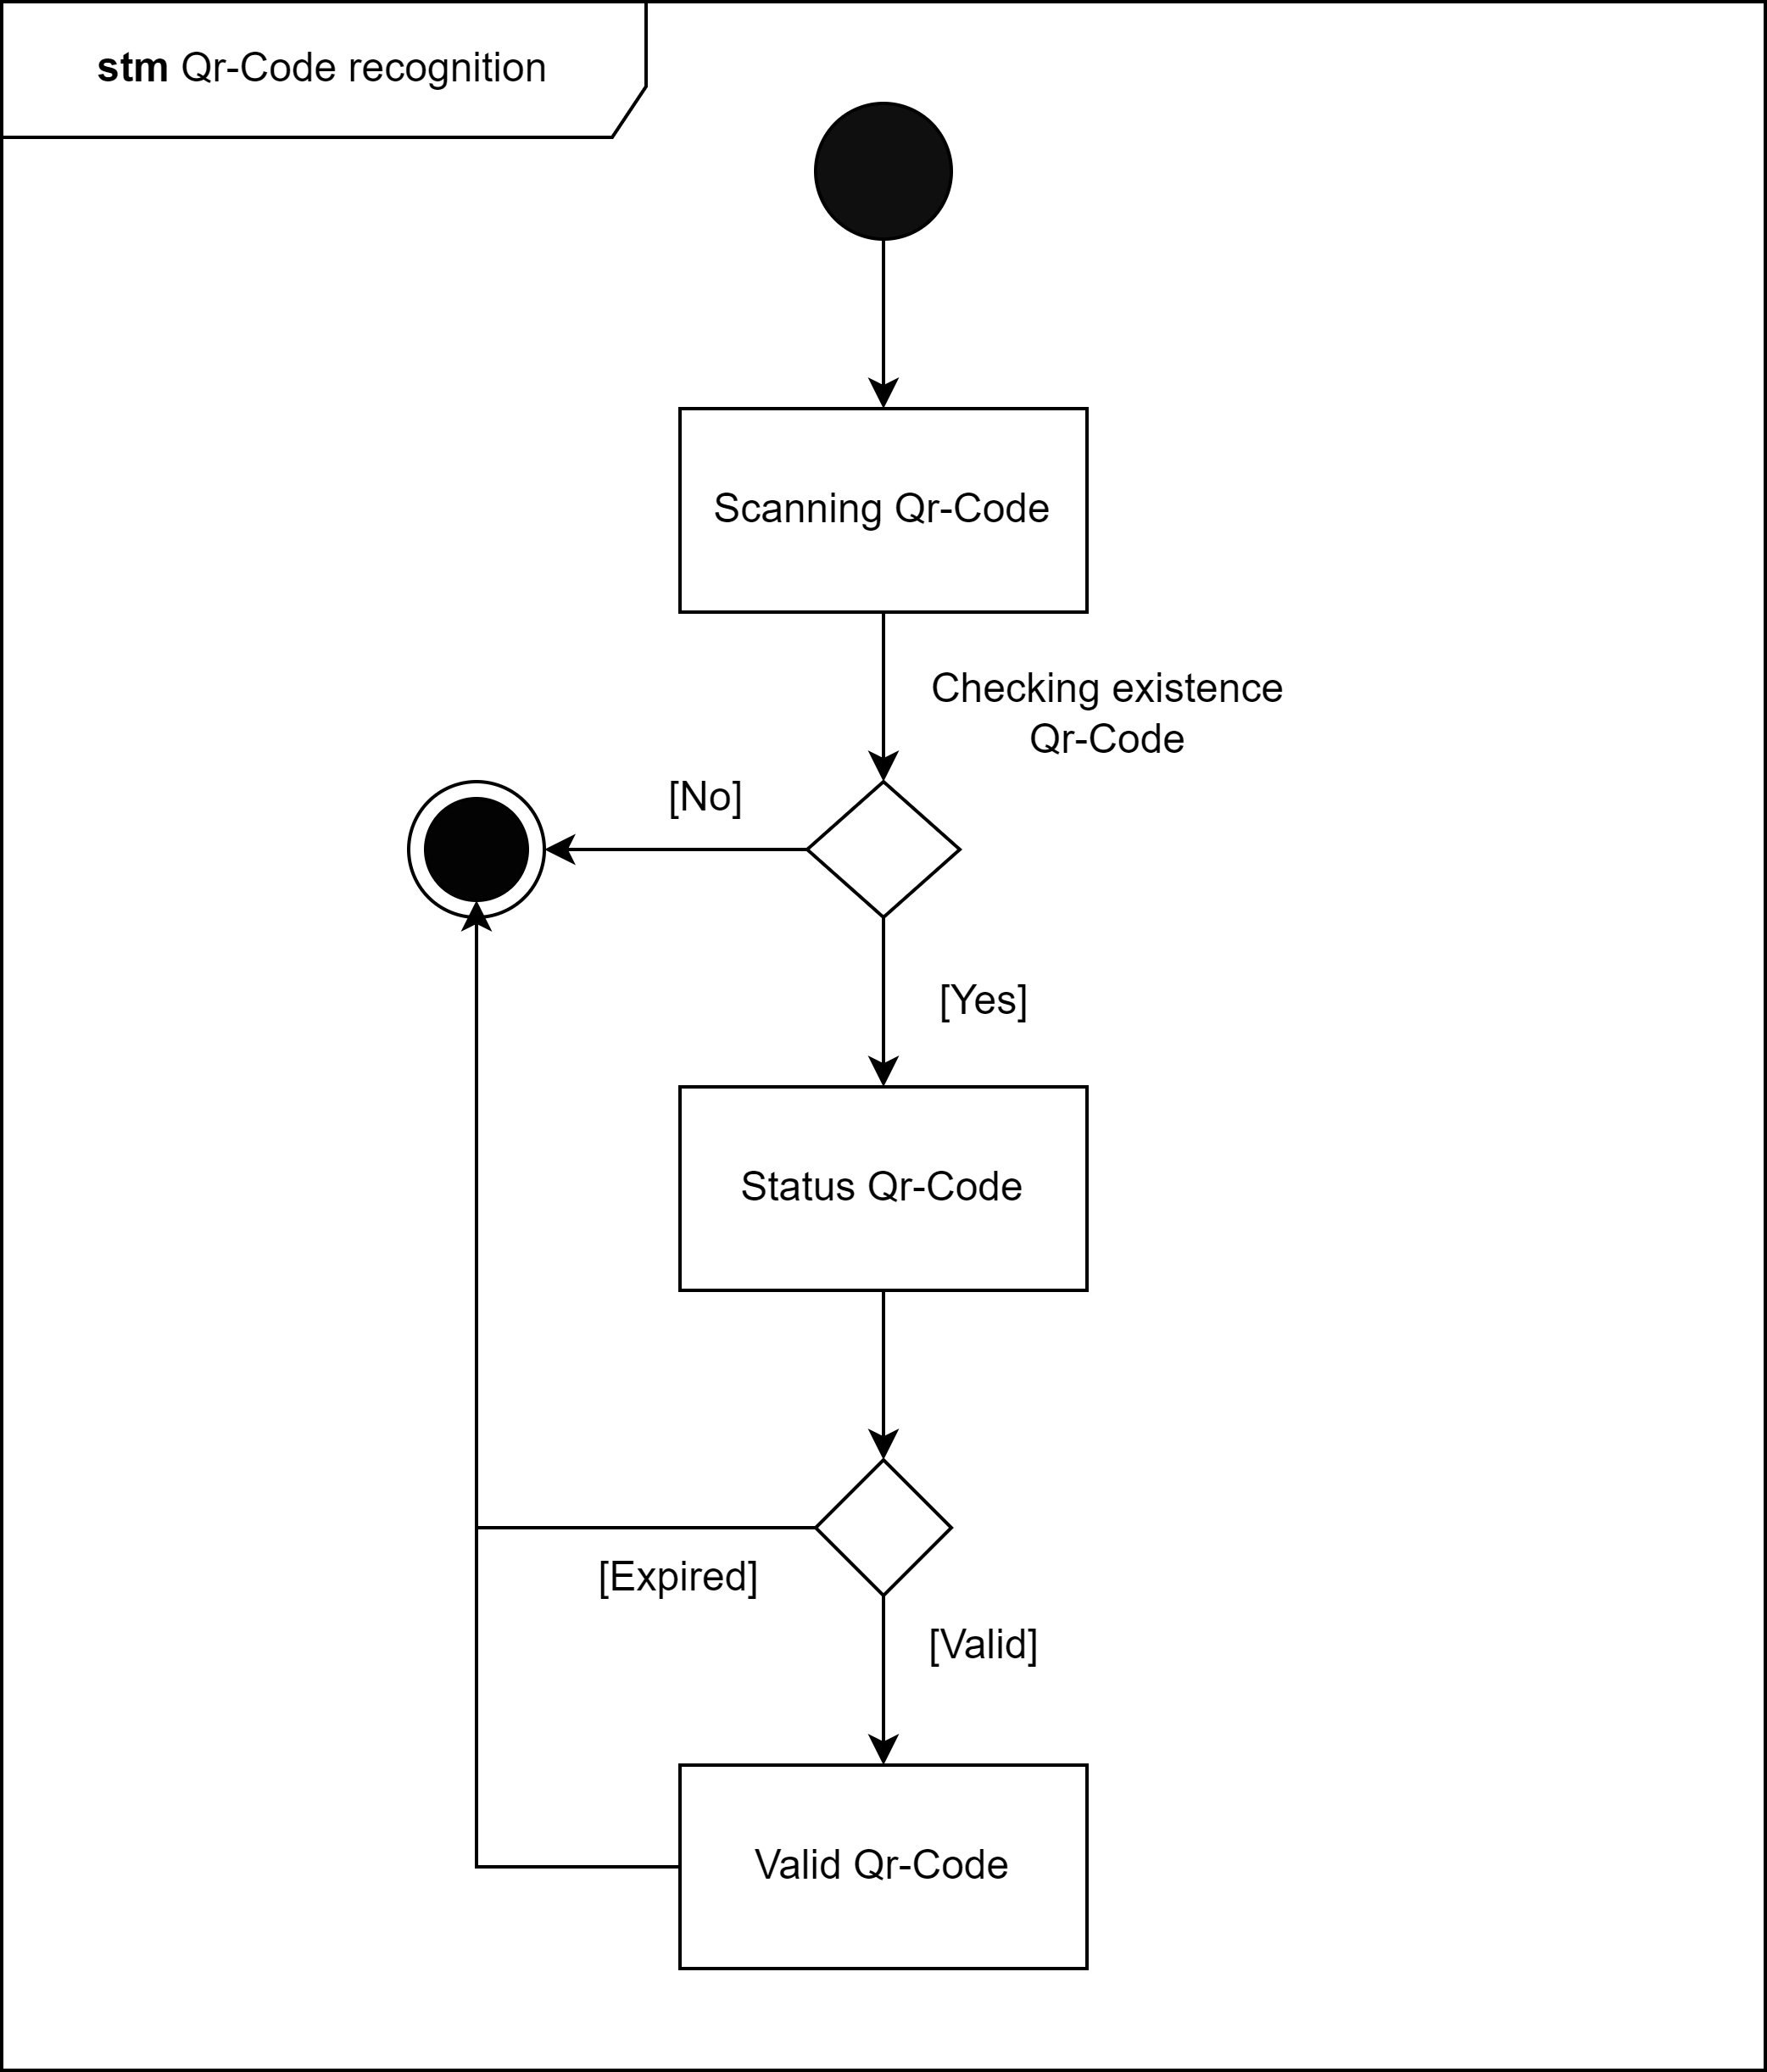 stm Qr-Code recognition
Scanning Qr-Code
Checking existence
Qr-Code
[No]
[Yes]
Status Qr-Code
[Expired]
[Valid]
Valid Qr-Code